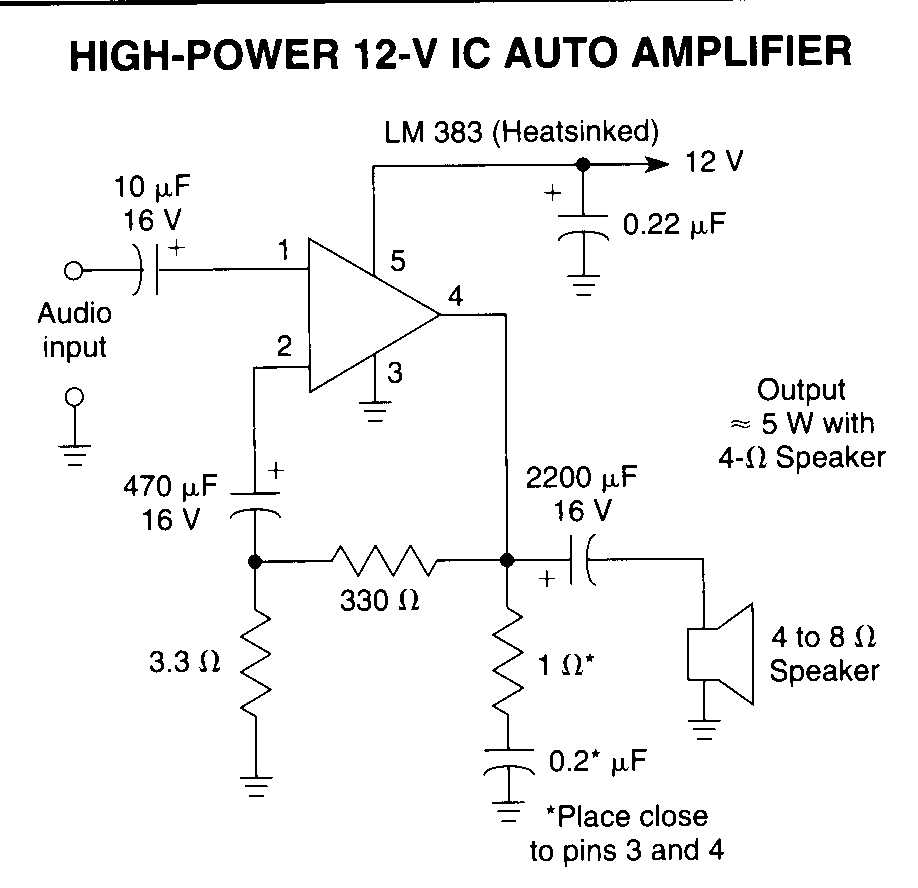 HIGH-POWER 12-V IC AUTO AMPLIFIER
LM 383 (Heatsinked)
12 V
10 μF
16 V
+
+
0.22 μF
1
5
4
Audio
input
2
3
Output
≈ 5 W with
4-Ω Speaker
470 μF
16 V
+
2200 μF
16 V
+
330 Ω
3.3 Ω
1 Ω*
4 to 8 Ω
Speaker
0.2* μF
*Place close
to pins 3 and 4